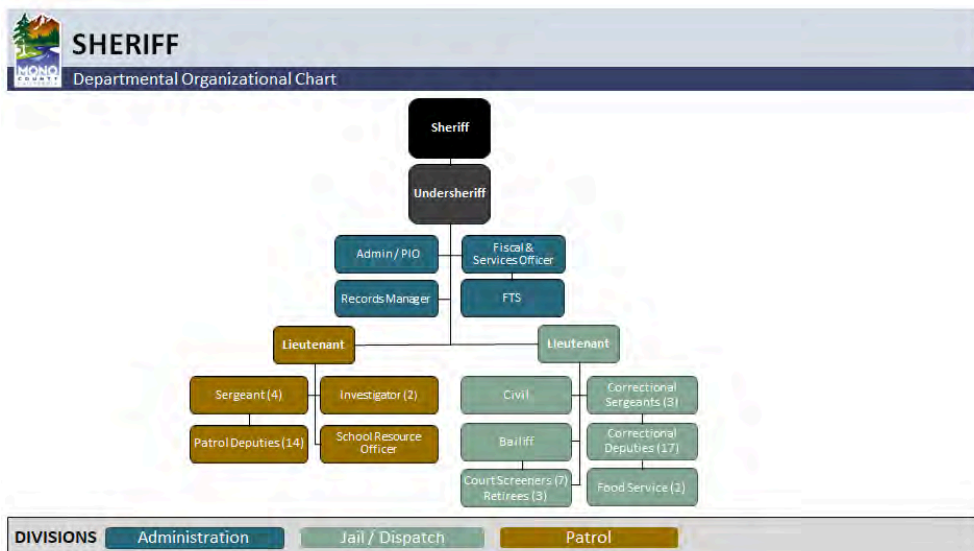 MONO
COUNTY
SHERIFF
Departmental Organizational Chart
Sheriff
Undersheriff
Admin / PIO
Fiscal &
Services Officer
Records Manager
FTS
Lieutenant
Lieutenant
Sergeant (4)
Investigator (2)
Civil
Correctional
Sergeants (3)
Patrol Deputies (14)
School Resource
Officer
Bailiff
Correctional
Deputies (17)
Court Screeners (7)
Retirees (3)
Food Service (2)
DIVISIONS
Administration
Jail / Dispatch
Patrol